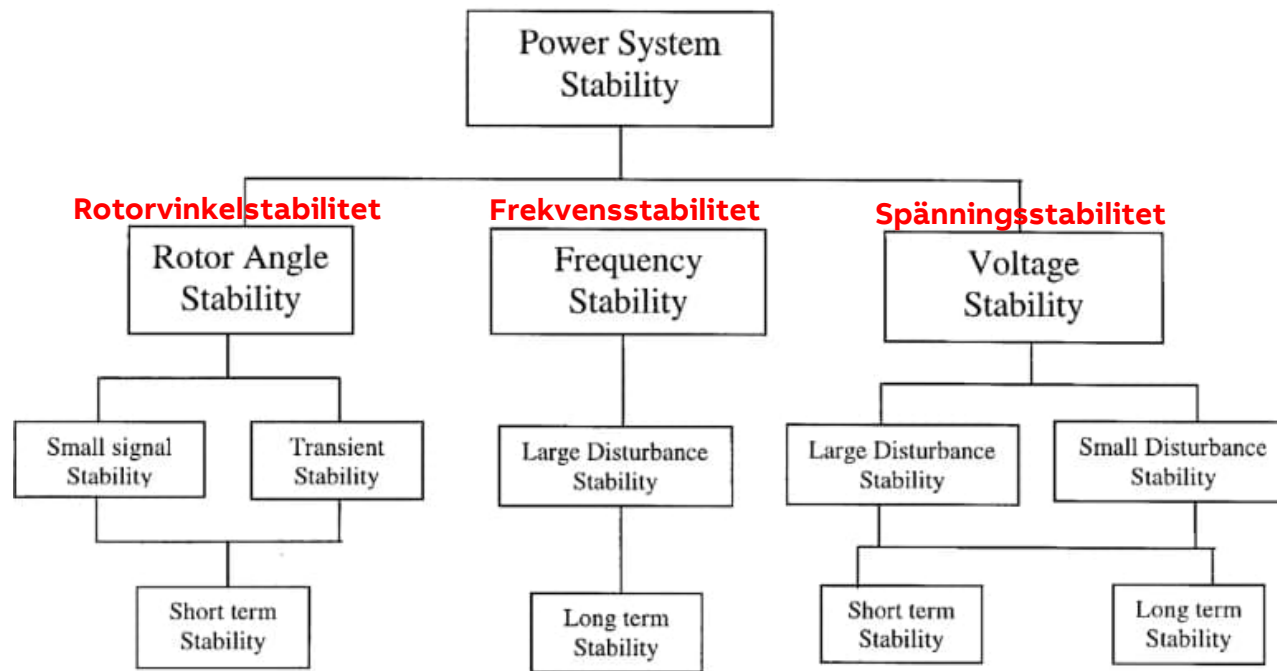 Power System
Stability
Rotorvinkelstabilitet
Frekvensstabilitet
Spänningsstabilitet
Rotor Angle
Stability
Frequency
Stability
Voltage
Stability
Small signal
Stability
Transient
Stability
Large Disturbance
Stability
Large Disturbance
Stability
Small Disturbance
Stability
Short term
Stability
Long term
Stability
Short term
Stability
Long term
Stability